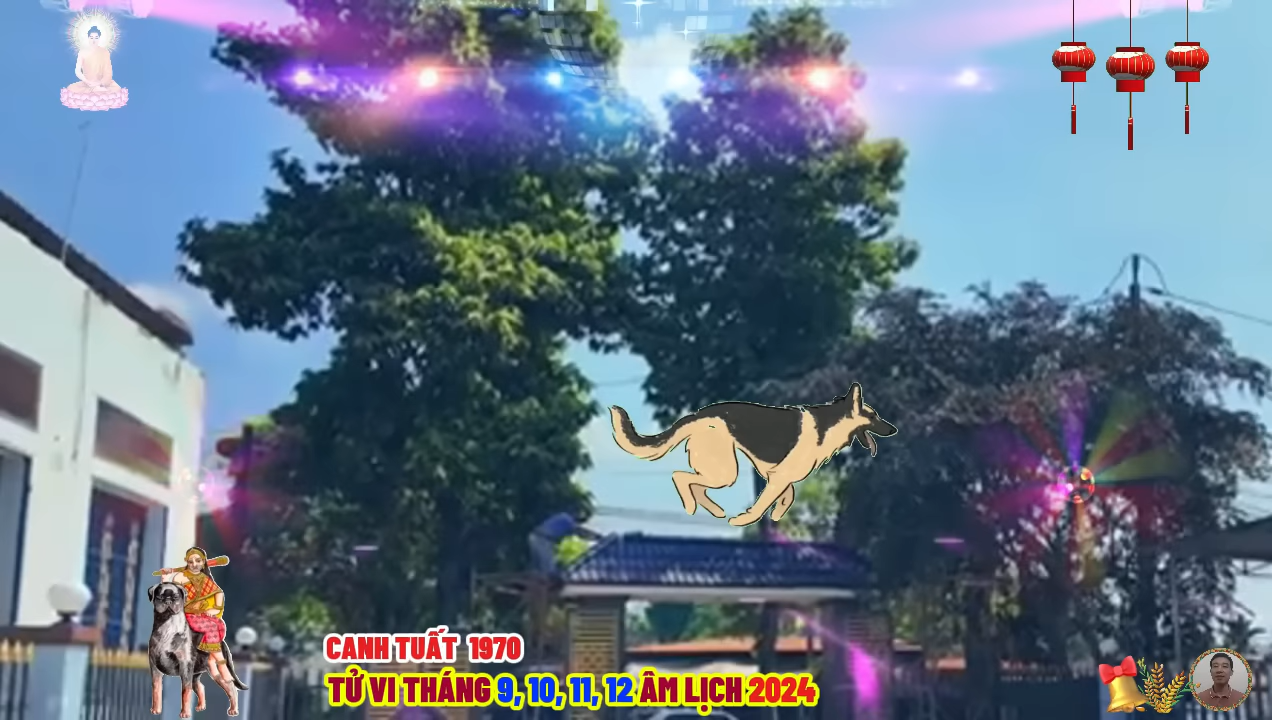 CANH TUẤT 1970
TỬ VI THÁNG 9, 10, 11, 12 ÂM LỊCH 2024